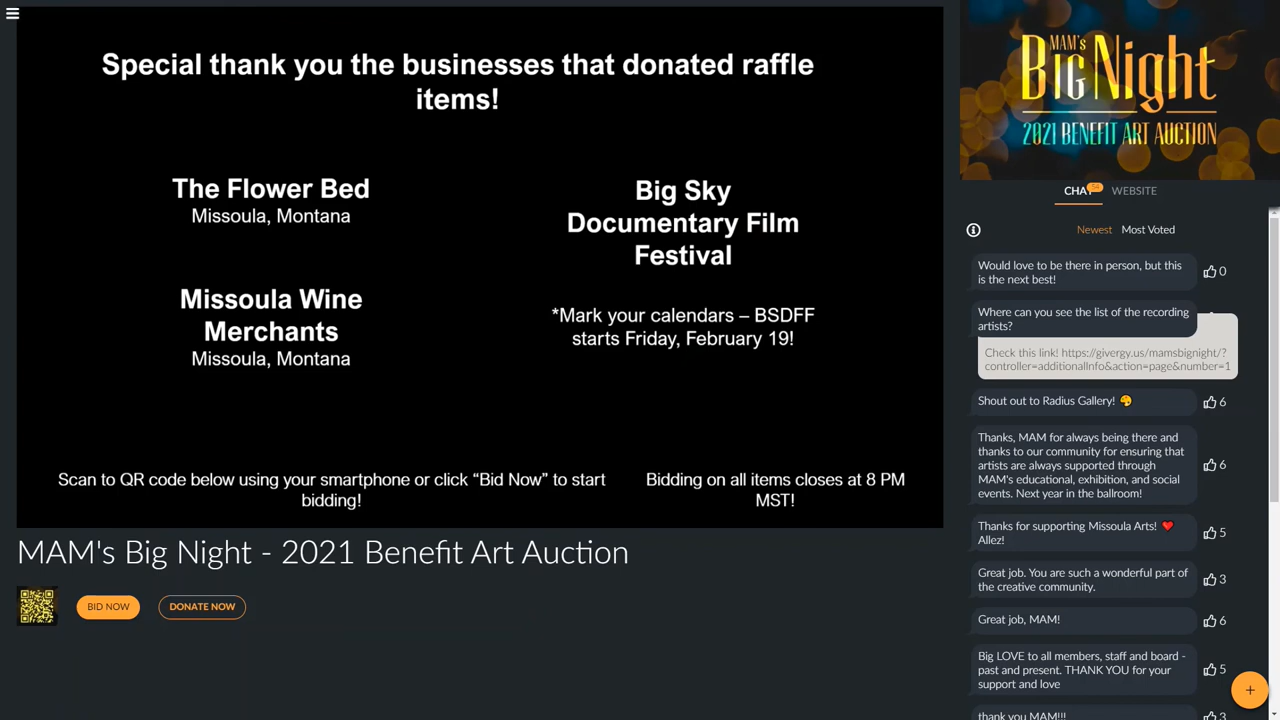 Special thank you the businesses that donated raffle
items!
The Flower Bed
Missoula, Montana
Missoula Wine
Merchants
Missoula, Montana
Big Sky
Documentary Film
Festival
*Mark your calendars – BSDFF
starts Friday, February 19!
Scan to QR code below using your smartphone or click “Bid Now” to start
bidding!
Bidding on all items closes at 8 PM
MST!
MAM's Big Night - 2021 Benefit Art Auction
BID NOW
DONATE NOW
MAM's
BIG Night
2021 BENEFIT ART AUCTION
CHAT 54
WEBSITE
Newest
Most Voted
Would love to be there in person, but this
is the next best!
0
Where can you see the list of the recording
artists?
Check this link! https://givergy.us/mamsbignight/?
controller=additionalInfo&action=page&number=1
Shout out to Radius Gallery! 🎨
6
Thanks, MAM for always being there and
thanks to our community for ensuring that
artists are always supported through
MAM's educational, exhibition, and social
events. Next year in the ballroom!
6
Thanks for supporting Missoula Arts! ❤️
Allez!
5
Great job. You are such a wonderful part of
the creative community.
3
Great job, MAM!
6
Big LOVE to all members, staff and board -
past and present. THANK YOU for your
support and love
5
thank you MAM!!!
3
+